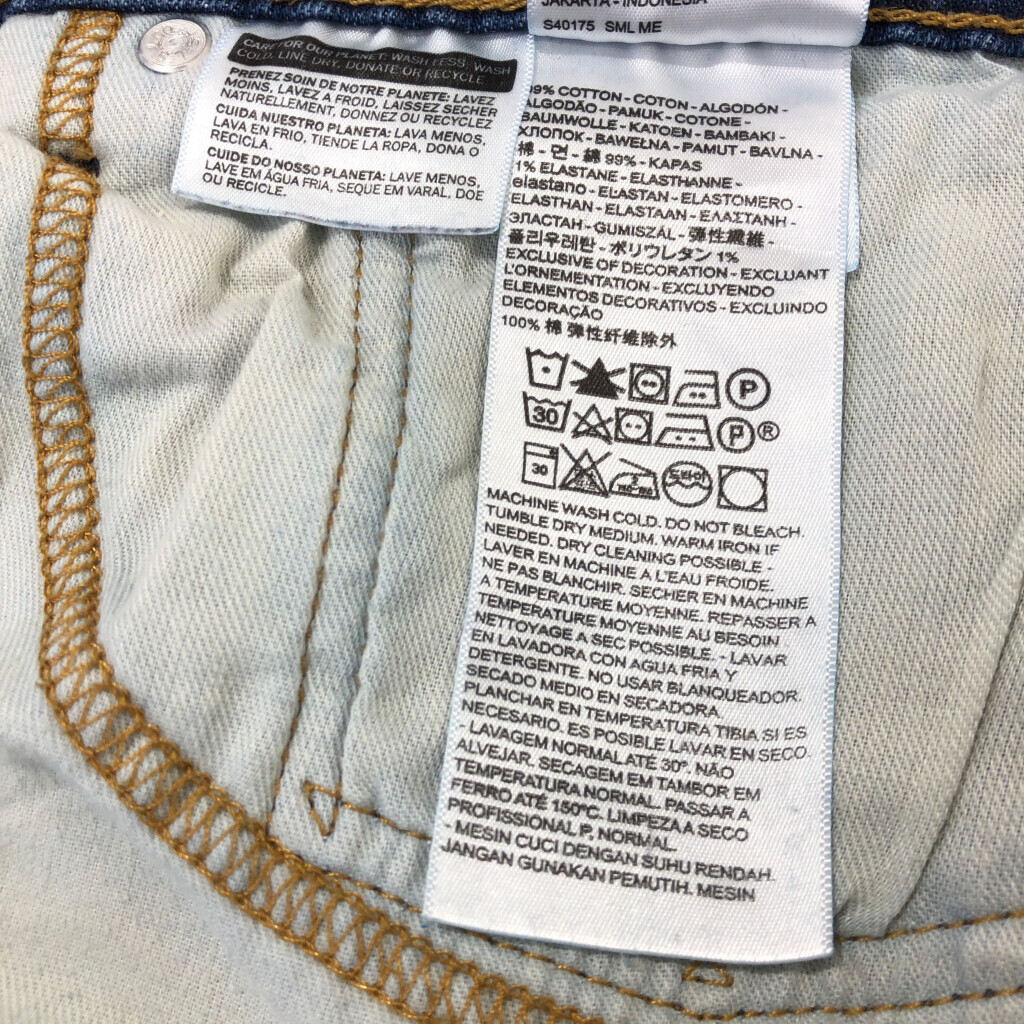 JAKARTA - INDONESIA
S40175 SML ME
CARE FOR OUR PLANET: WASH LESS, WASH
COLD, LINE DRY, DONATE OR RECYCLE
PRENEZ SOIN DE NOTRE PLANETE: LAVEZ
MOINS, LAVEZ À FROID, LAISSEZ SECHER
NATURELLEMENT, DONNEZ OU RECYCLEZ
CUIDA NUESTRO PLANETA: LAVA MENOS,
LAVA EN FRIO, TIENDE LA ROPA, DONA O
RECICLA.
CUIDE DO NOSSO PLANETA: LAVE MENOS,
LAVE EM ÁGUA FRIA, SEQUE EM VARAL, DOE
OU RECICLE.
99% COTTON - COTON - ALGODÓN -
ALGODÃO - PAMUK - COTONE -
BAUMWOLLE - KATOEN - BAMBAKI -
ХЛОПОК - BAWEŁNA - PAMUT - BAVLNA -
棉 - 면 - 綿 99% - KAPAS
1% ELASTANE - ELASTHANNE -
elastano - ELASTAN - ELASTOMERO -
ELASTHAN - ELASTAAN - ΕΛΑΣΤΑΝΗ -
ЭЛАСТАН - GUMISZÁL - 弾性繊維 -
폴리우레탄 - ポリウレタン 1%
EXCLUSIVE OF DECORATION - EXCLUANT
L'ORNEMENTATION - EXCLUYENDO
ELEMENTOS DECORATIVOS - EXCLUINDO
DECORAÇÃO
100% 棉 弹性纤维除外
P
30 P ®
30 드라이
MACHINE WASH COLD. DO NOT BLEACH.
TUMBLE DRY MEDIUM. WARM IRON IF
NEEDED. DRY CLEANING POSSIBLE -
LAVER EN MACHINE A L'EAU FROIDE.
NE PAS BLANCHIR. SECHER EN MACHINE
A TEMPERATURE MOYENNE. REPASSER A
TEMPERATURE MOYENNE AU BESOIN
NETTOYAGE A SEC POSSIBLE. - LAVAR
EN LAVADORA CON AGUA FRIA Y
DETERGENTE. NO USAR BLANQUEADOR.
SECADO MEDIO EN SECADORA.
PLANCHAR EN TEMPERATURA TIBIA SI ES
NECESARIO. ES POSIBLE LAVAR EN SECO.
- LAVAGEM NORMAL ATÉ 30º. NÃO
ALVEJAR. SECAGEM EM TAMBOR EM
TEMPERATURA NORMAL. PASSAR A
FERRO ATÉ 150ºC. LIMPEZA A SECO
PROFISSIONAL P, NORMAL.
- MESIN CUCI DENGAN SUHU RENDAH.
JANGAN GUNAKAN PEMUTIH. MESIN